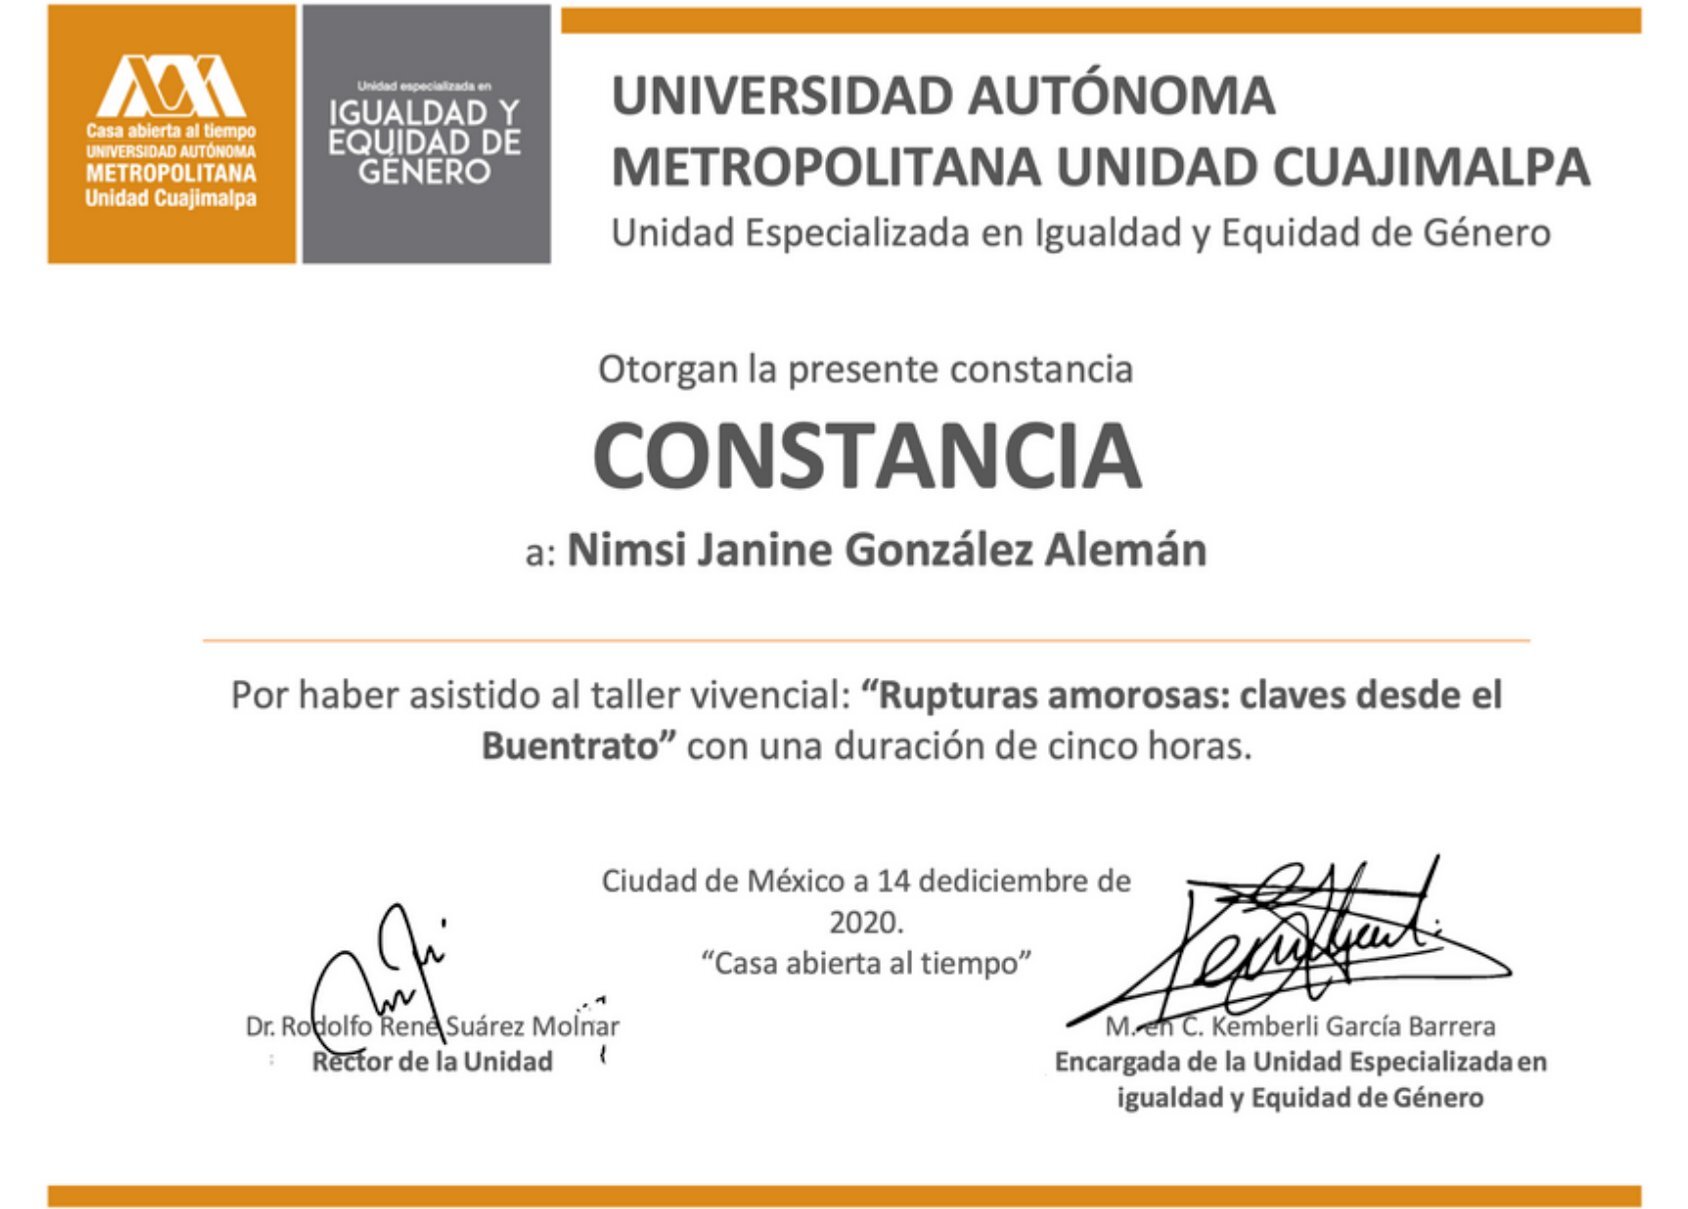 Casa abierta al tiempo
UNIVERSIDAD AUTÓNOMA
METROPOLITANA
Unidad Cuajimalpa
Unidad especializada en
IGUALDAD Y
EQUIDAD DE
GÉNERO
UNIVERSIDAD AUTÓNOMA
METROPOLITANA UNIDAD CUAJIMALPA
Unidad Especializada en Igualdad y Equidad de Género
Otorgan la presente constancia
CONSTANCIA
a: Nimsi Janine González Alemán
Por haber asistido al taller vivencial: “Rupturas amorosas: claves desde el
Buentrato” con una duración de cinco horas.
Ciudad de México a 14 dediciembre de
2020.
“Casa abierta al tiempo”
Dr. Rodolfo René Suárez Molnar
Rector de la Unidad
M. en C. Kemberli García Barrera
Encargada de la Unidad Especializada en
igualdad y Equidad de Género